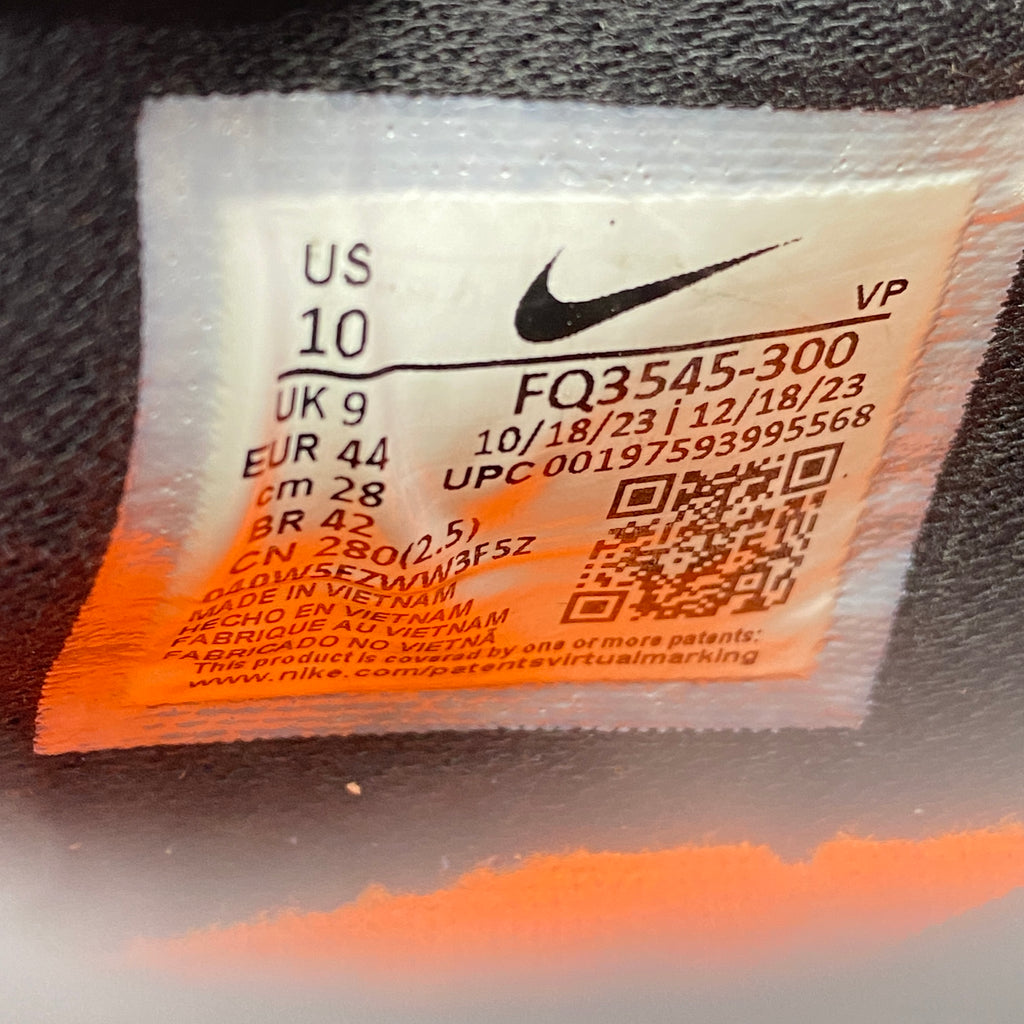 US
10
VP
UK 9
EUR 44
cm 28
BR 42
CN 280(2.5)
FQ3545-300
10/18/23 | 12/18/23
UPC 00197593995568
040W5EZWW3F5Z
MADE IN VIETNAM
HECHO EN VIETNAM
FABRIQUE AU VIETNAM
FABRICADO NO VIETNÃ
This product is covered by one or more patents:
www.nike.com/patentsvirtualmarking